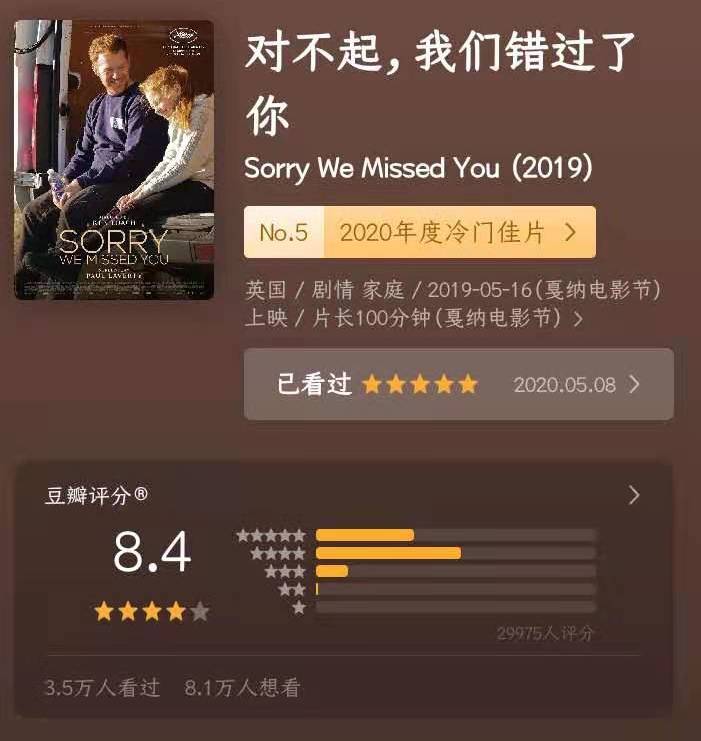 对不起，我们错过了
你
Sorry We Missed You (2019)
No.5 2020年度冷门佳片
英国 / 剧情 家庭 / 2019-05-16(戛纳电影节)
上映 / 片长100分钟(戛纳电影节)
已看过 2020.05.08
豆瓣评分®
8.4
29975人评分
3.5万人看过 8.1万人想看
KEN LOACH
SORRY
WE MISSED YOU
PAUL LAVERTY